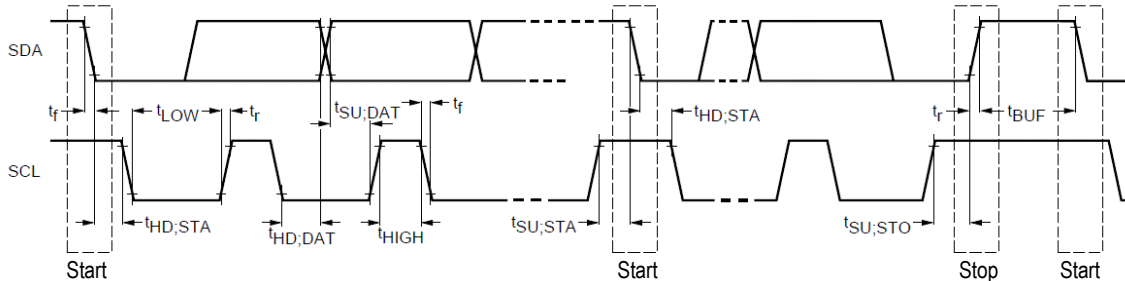 SDA
tf
tLOW
tr
tSU;DAT
tf
tHD;STA
tr
tBUF
SCL
tHD;STA
tHD;DAT
tHIGH
tSU;STA
tSU;STO
Start
Start
Stop
Start